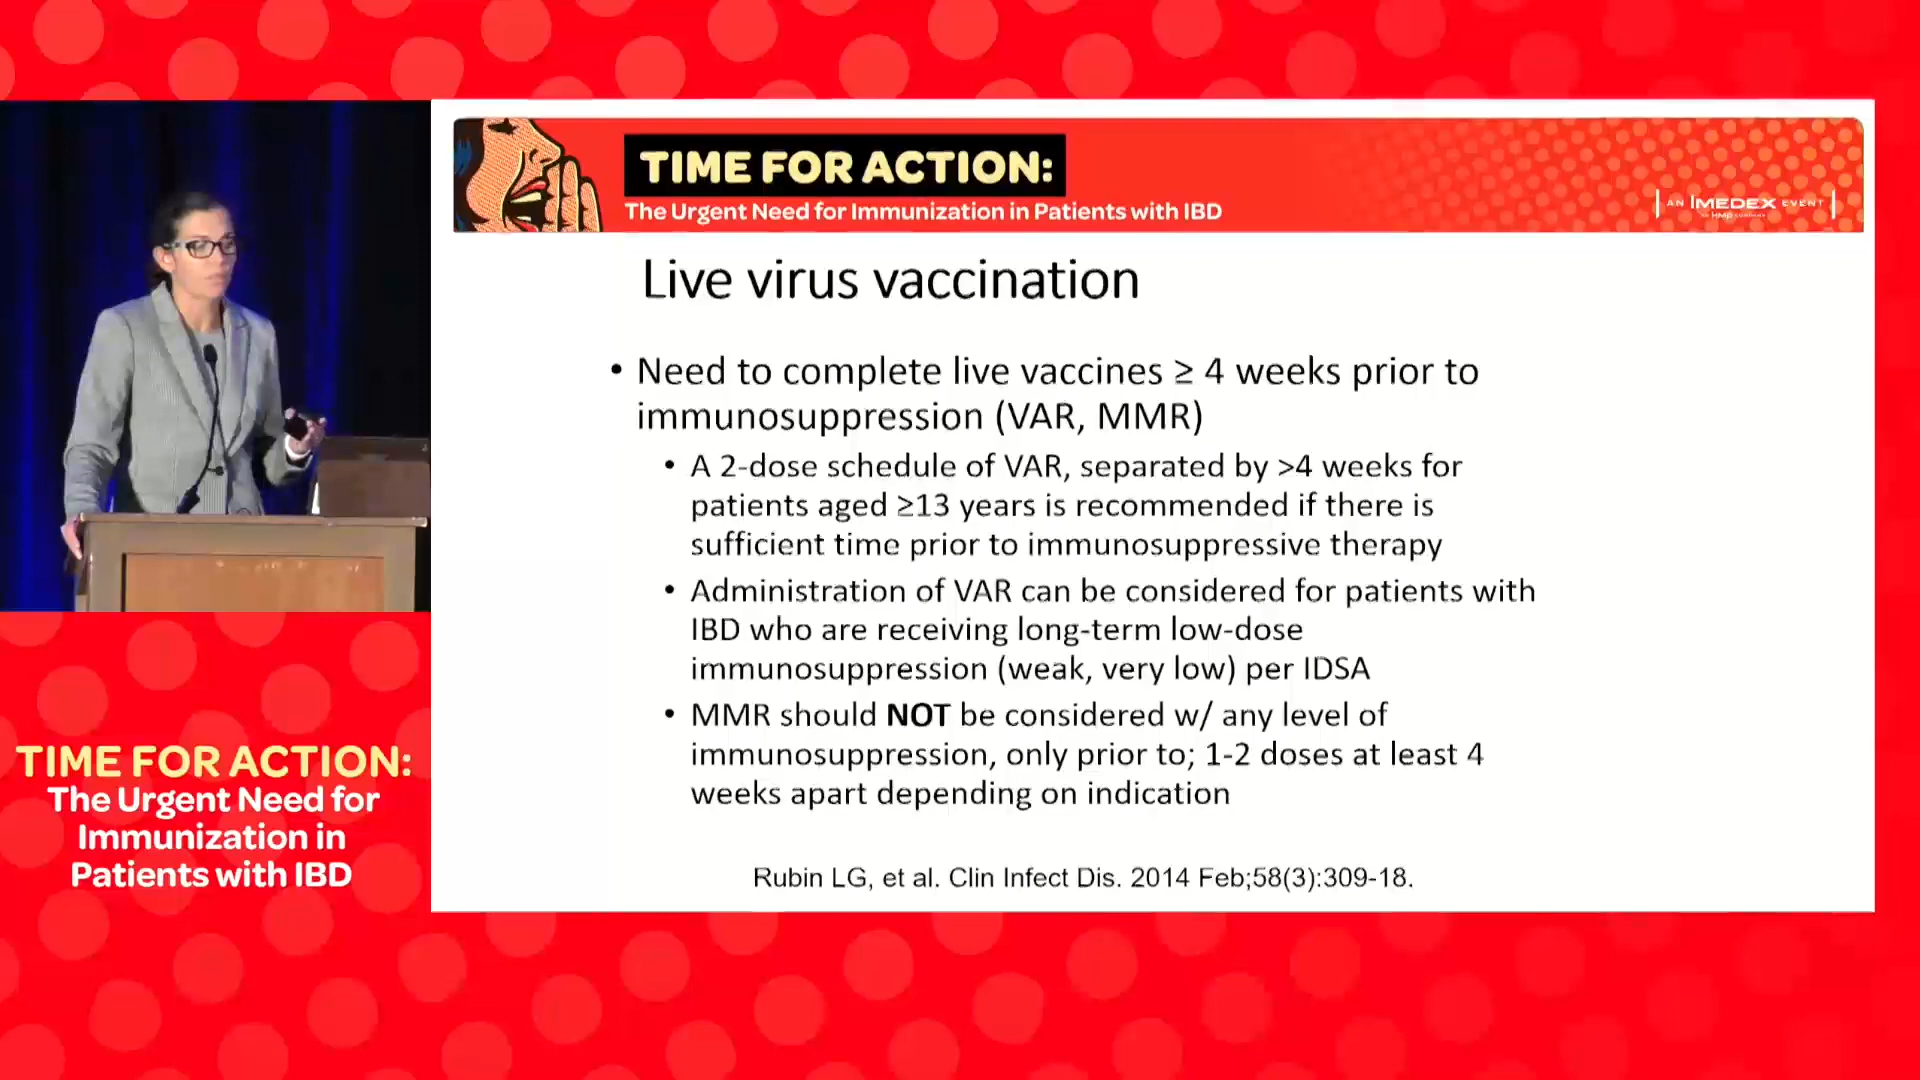 TIME FOR ACTION:
The Urgent Need for Immunization in Patients with IBD
AN IMEDEX EVENT
Live virus vaccination
• Need to complete live vaccines ≥ 4 weeks prior to
immunosuppression (VAR, MMR)
• A 2-dose schedule of VAR, separated by >4 weeks for
patients aged ≥13 years is recommended if there is
sufficient time prior to immunosuppressive therapy
• Administration of VAR can be considered for patients with
IBD who are receiving long-term low-dose
immunosuppression (weak, very low) per IDSA
• MMR should NOT be considered w/ any level of
immunosuppression, only prior to; 1-2 doses at least 4
weeks apart depending on indication
Rubin LG, et al. Clin Infect Dis. 2014 Feb;58(3):309-18.
TIME FOR ACTION:
The Urgent Need for
Immunization in
Patients with IBD